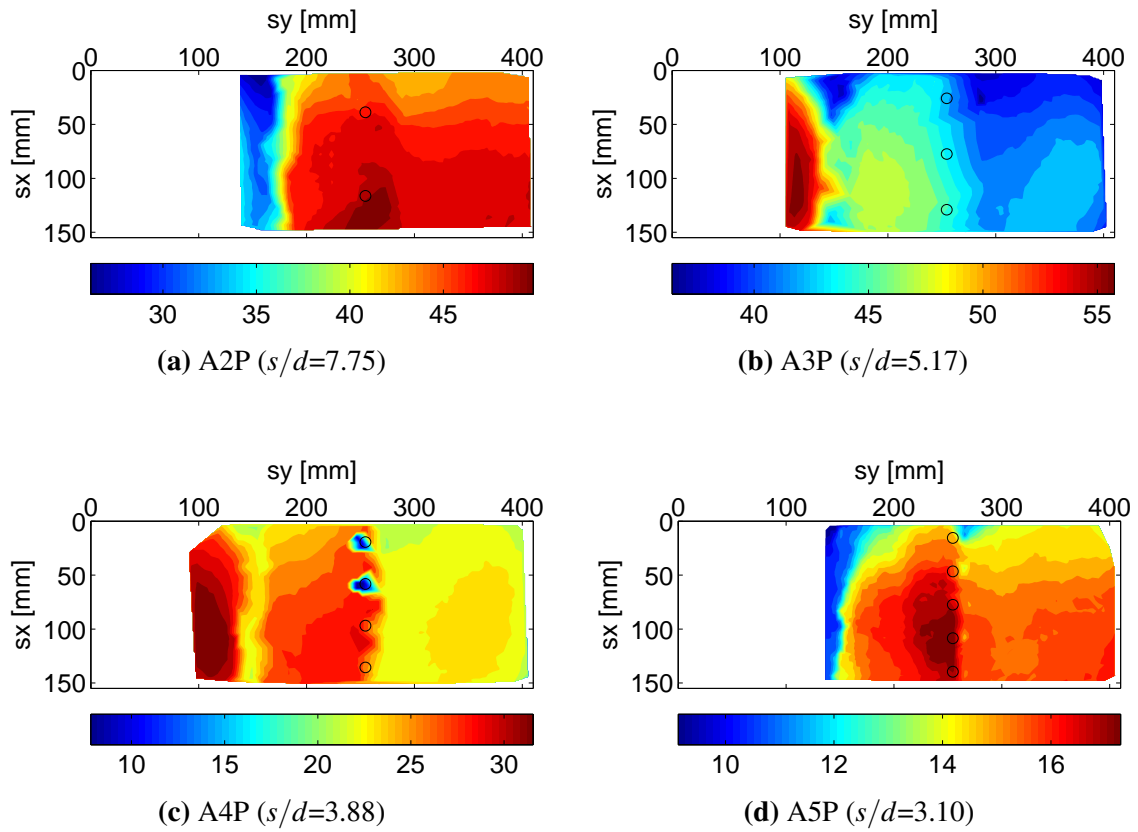 sy [mm]
0 100 200 300 400
0
50
100
150
sx [mm]
30 35 40 45
(a) A2P (s/d=7.75)
sy [mm]
0 100 200 300 400
0
50
100
150
sx [mm]
40 45 50 55
(b) A3P (s/d=5.17)
sy [mm]
0 100 200 300 400
0
50
100
150
sx [mm]
10 15 20 25 30
(c) A4P (s/d=3.88)
sy [mm]
0 100 200 300 400
0
50
100
150
sx [mm]
10 12 14 16
(d) A5P (s/d=3.10)